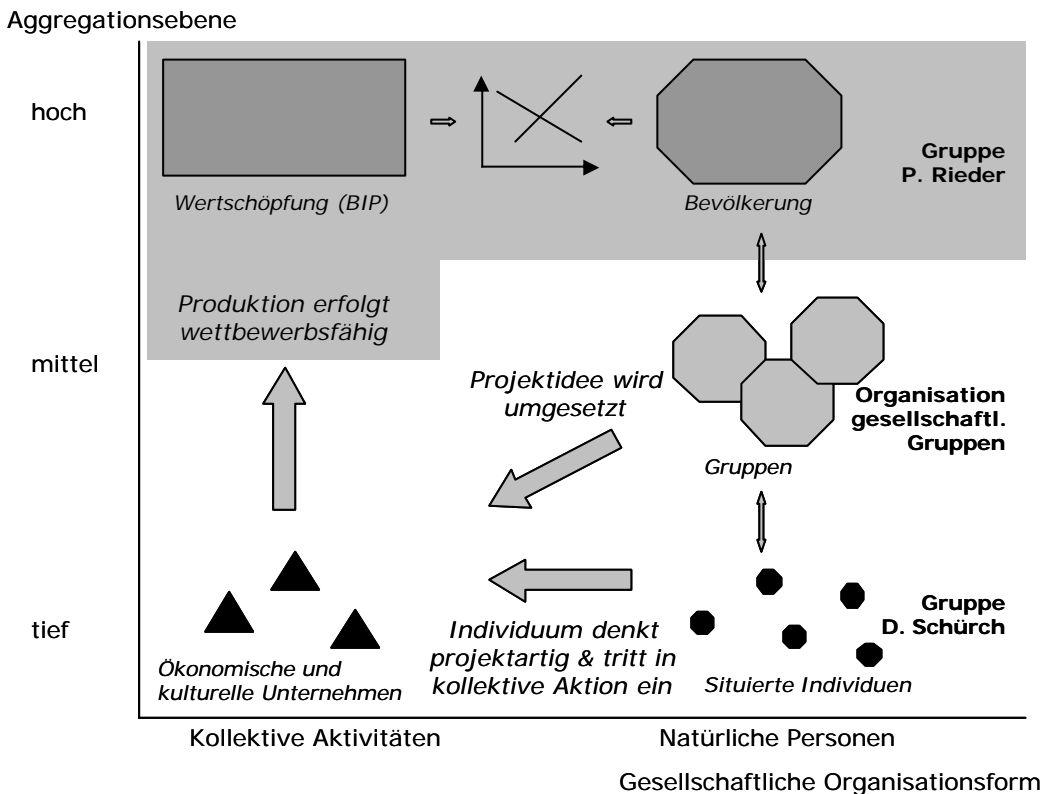 Aggregationsebene
hoch
Wertschöpfung (BIP)
Bevölkerung
Gruppe
P. Rieder
Produktion erfolgt
wettbewerbsfähig
mittel
Projektidee wird
umgesetzt
Organisation
gesellschaftl.
Gruppen
Gruppen
tief
Ökonomische und
kulturelle Unternehmen
Individuum denkt
projektartig & tritt in
kollektive Aktion ein
Situierte Individuen
Gruppe
D. Schürch
Kollektive Aktivitäten
Natürliche Personen
Gesellschaftliche Organisationsform